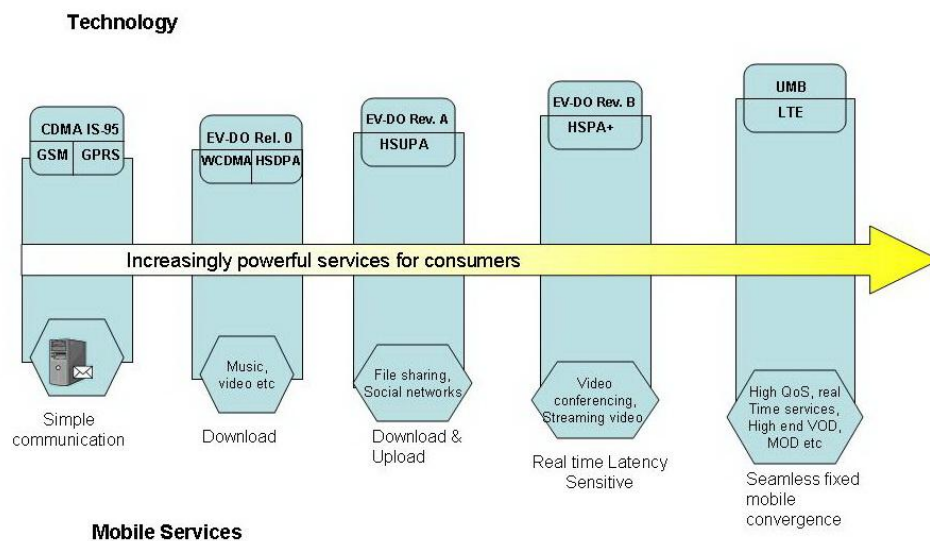 Technology
CDMA IS-95
GSM GPRS
EV-DO Rel. 0
WCDMA HSDPA
EV-DO Rev. A
HSUPA
EV-DO Rev. B
HSPA+
UMB
LTE
Increasingly powerful services for consumers
Simple
communication
Music,
video etc
Download
File sharing,
Social networks
Download &
Upload
Video
conferencing,
Streaming video
Real time Latency
Sensitive
High QoS, real
Time services,
High end VOD,
MOD etc
Seamless fixed
mobile
convergence
Mobile Services